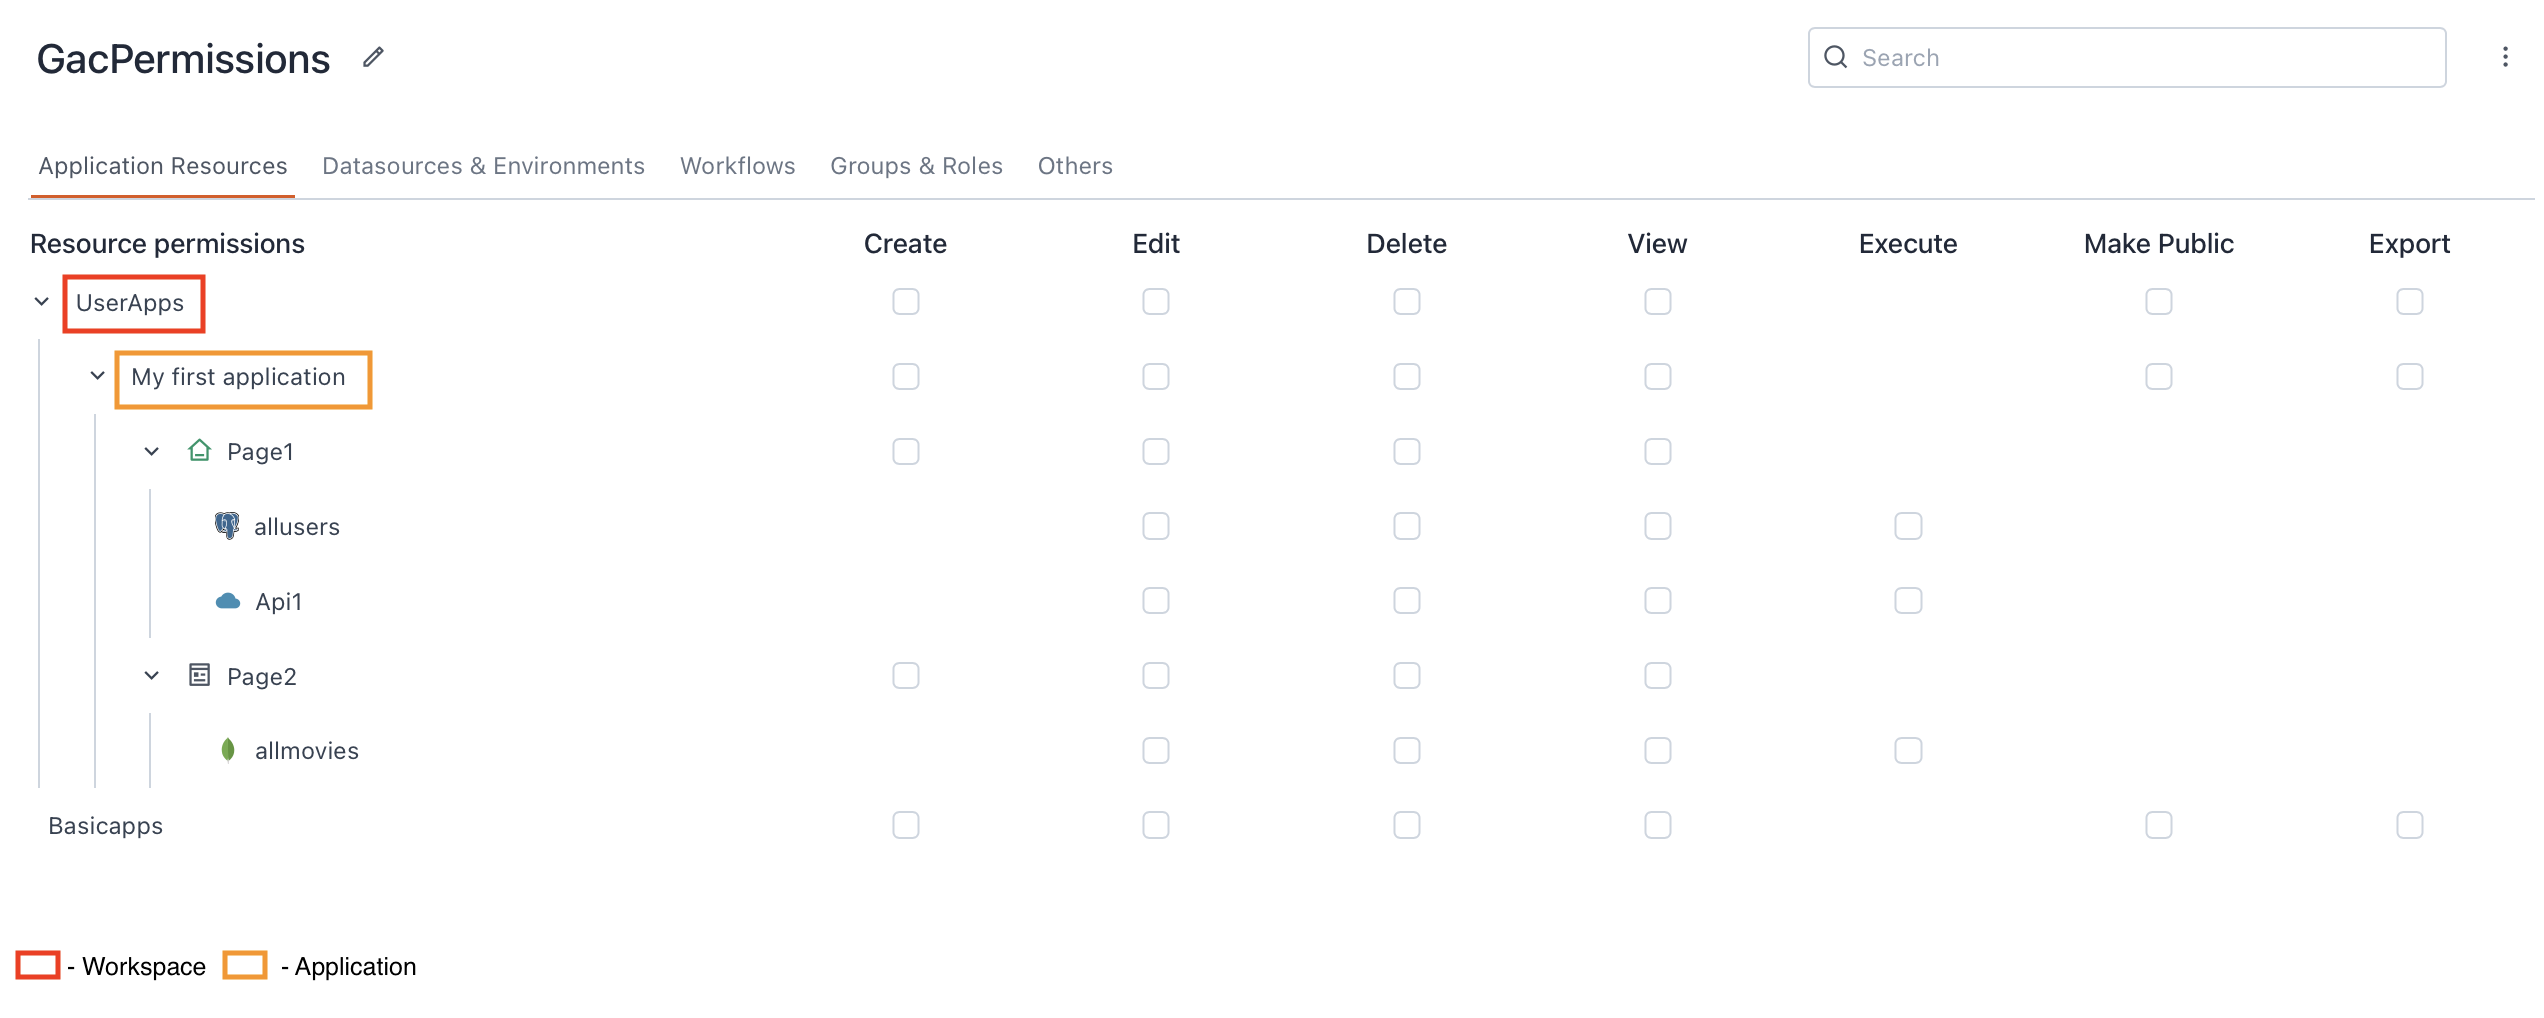 GacPermissions
Search
Application Resources Datasources & Environments Workflows Groups & Roles Others
Resource permissions Create Edit Delete View Execute Make Public Export
UserApps
My first application
Page1
allusers
Api1
Page2
allmovies
Basicapps
- Workspace - Application